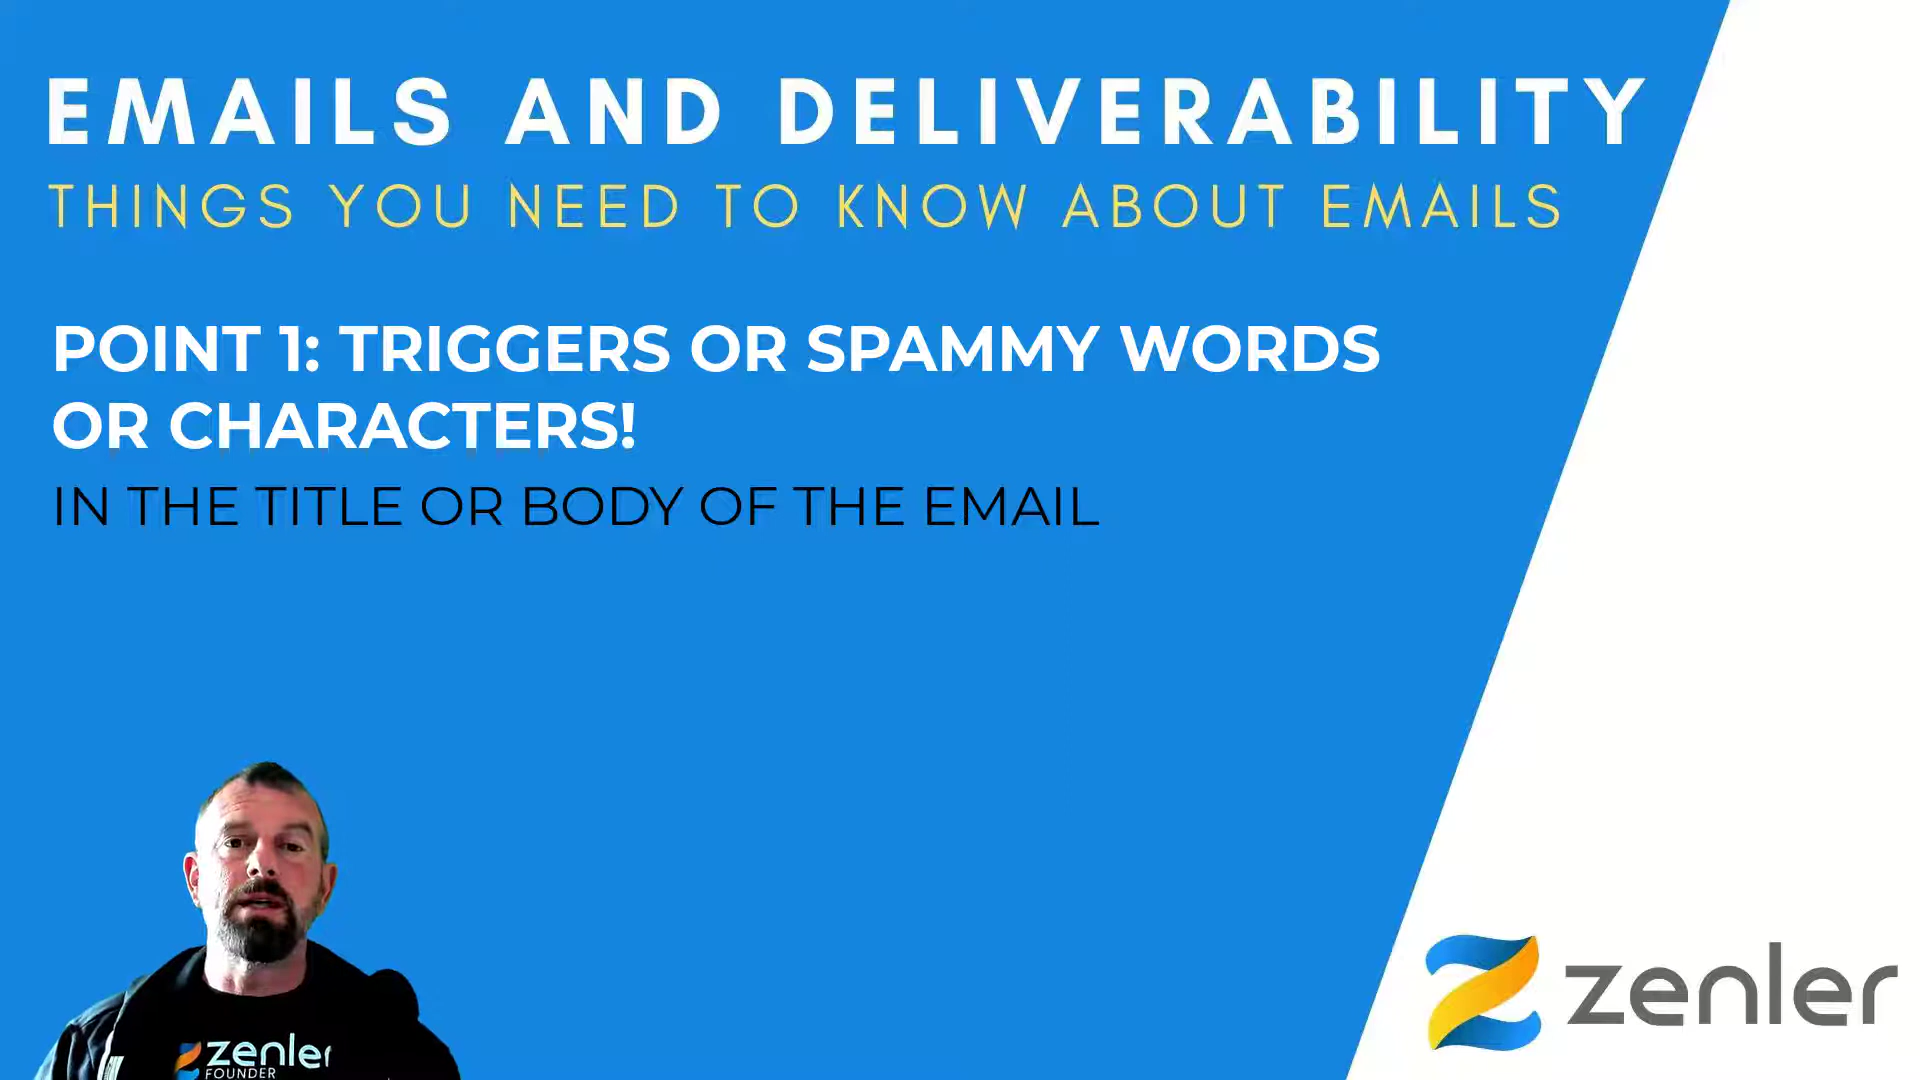 EMAILS AND DELIVERABILITY
THINGS YOU NEED TO KNOW ABOUT EMAILS
POINT 1: TRIGGERS OR SPAMMY WORDS
OR CHARACTERS!
IN THE TITLE OR BODY OF THE EMAIL
zenler
FOUNDER
zenler